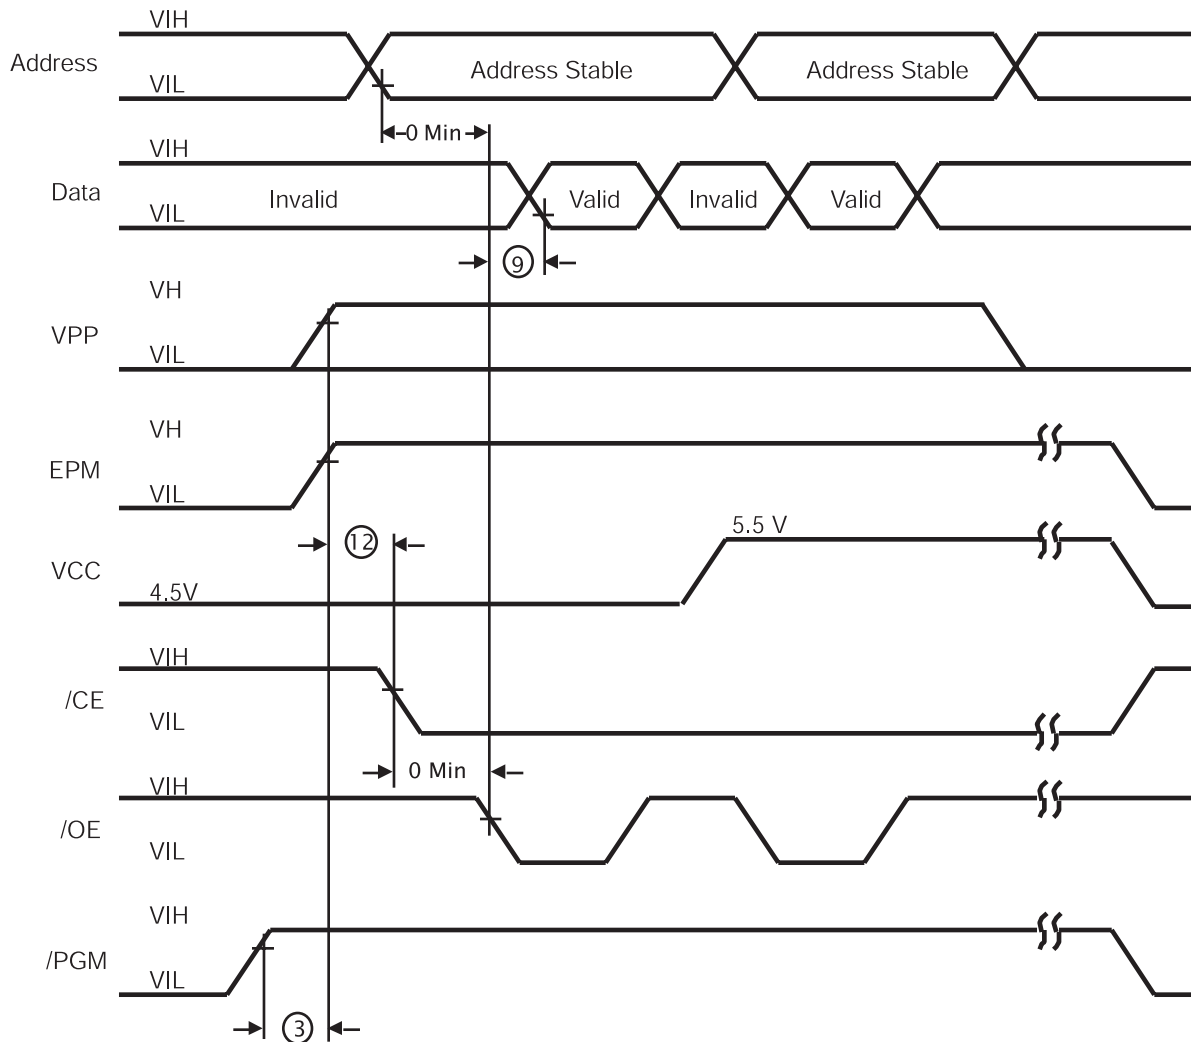 VIH
Address
Address Stable
Address Stable
VIL
0 Min
VIH
Data
Invalid
Valid
Invalid
Valid
VIL
9
VH
VPP
VIL
VH
EPM
VIL
12
5.5 V
VCC
4.5V
VIH
/CE
VIL
0 Min
VIH
/OE
VIL
VIH
/PGM
VIL
3